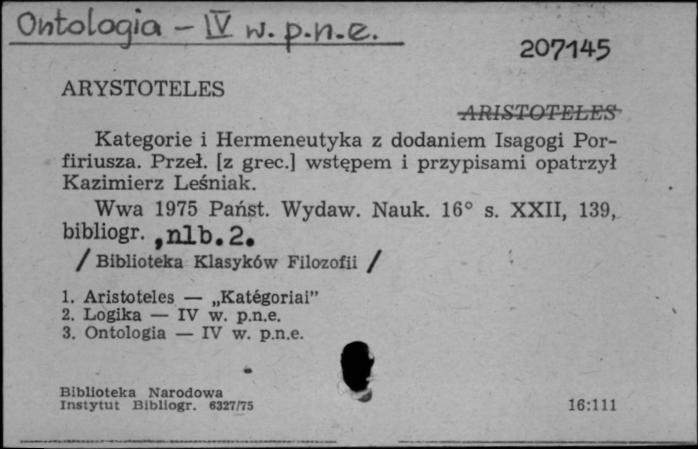 Ontologia – IV w. p.n.e.
207145
ARYSTOTELES
ARISTOTELES
Kategorie i Hermeneutyka z dodaniem Isagogi Por-
firiusza. Przeł. [z grec.] wstępem i przypisami opatrzył
Kazimierz Leśniak.
Wwa 1975 Państ. Wydaw. Nauk. 16° s. XXII, 139,
bibliogr. ,nlb.2.
/ Biblioteka Klasyków Filozofii /
1. Aristoteles — „Katégoriai”
2. Logika — IV w. p.n.e.
3. Ontologia — IV w. p.n.e.
Biblioteka Narodowa
Instytut Bibliogr. 6327/75
16:111